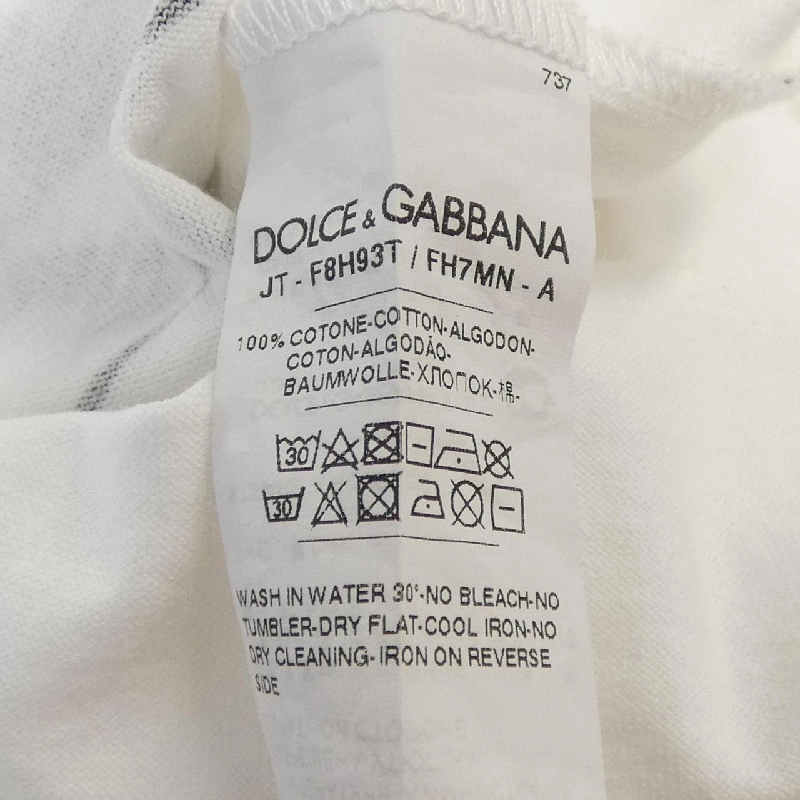 737
DOLCE & GABBANA
JT - F8H93T / FH7MN - A
100% COTONE-COTTON-ALGODON-
COTON-ALGODÃO-
BAUMWOLLE-ХЛОПОК-棉-
30
30
WASH IN WATER 30°-NO BLEACH-NO
TUMBLER-DRY FLAT-COOL IRON-NO
DRY CLEANING-IRON ON REVERSE
SIDE